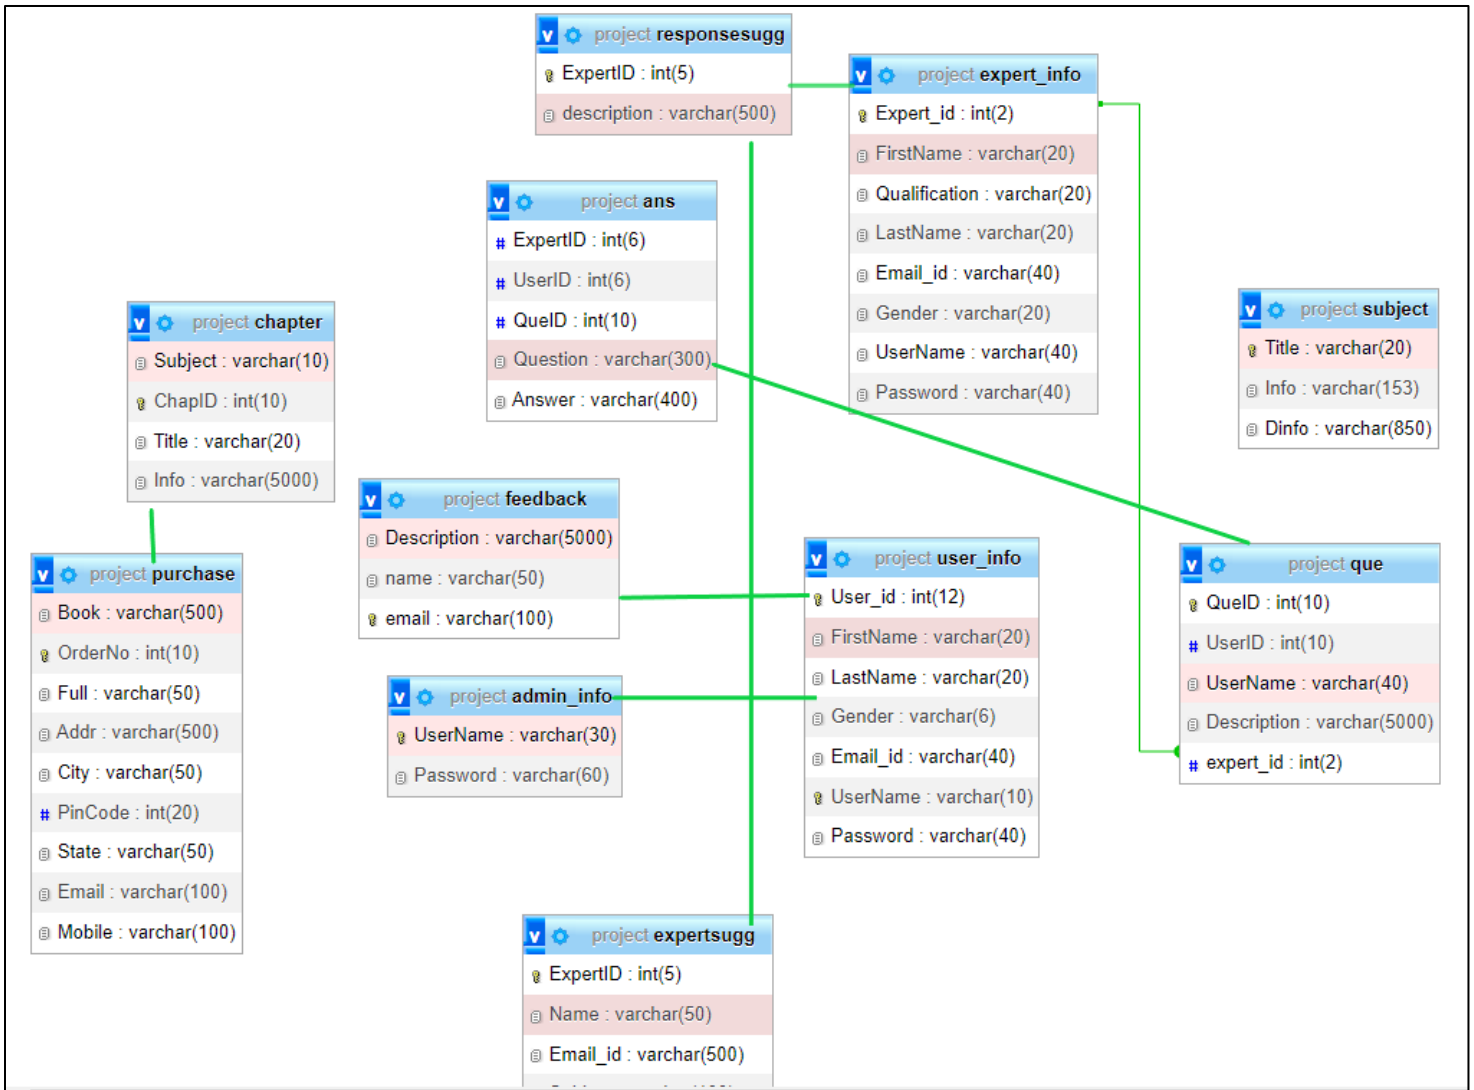 project responsesugg
ExpertID : int(5)
description : varchar(500)
project expert_info
Expert_id : int(2)
FirstName : varchar(20)
Qualification : varchar(20)
LastName : varchar(20)
Email_id : varchar(40)
Gender : varchar(20)
UserName : varchar(40)
Password : varchar(40)
project ans
# ExpertID : int(6)
# UserID : int(6)
# QueID : int(10)
Question : varchar(300)
Answer : varchar(400)
project subject
Title : varchar(20)
Info : varchar(153)
Dinfo : varchar(850)
project chapter
Subject : varchar(10)
ChapID : int(10)
Title : varchar(20)
Info : varchar(5000)
project feedback
Description : varchar(5000)
name : varchar(50)
email : varchar(100)
project purchase
Book : varchar(500)
OrderNo : int(10)
Full : varchar(50)
Addr : varchar(500)
City : varchar(50)
# PinCode : int(20)
State : varchar(50)
Email : varchar(100)
Mobile : varchar(100)
project user_info
User_id : int(12)
FirstName : varchar(20)
LastName : varchar(20)
Gender : varchar(6)
Email_id : varchar(40)
UserName : varchar(10)
Password : varchar(40)
project que
QueID : int(10)
# UserID : int(10)
UserName : varchar(40)
Description : varchar(5000)
# expert_id : int(2)
project admin_info
UserName : varchar(30)
Password : varchar(60)
project expertsugg
ExpertID : int(5)
Name : varchar(50)
Email_id : varchar(500)